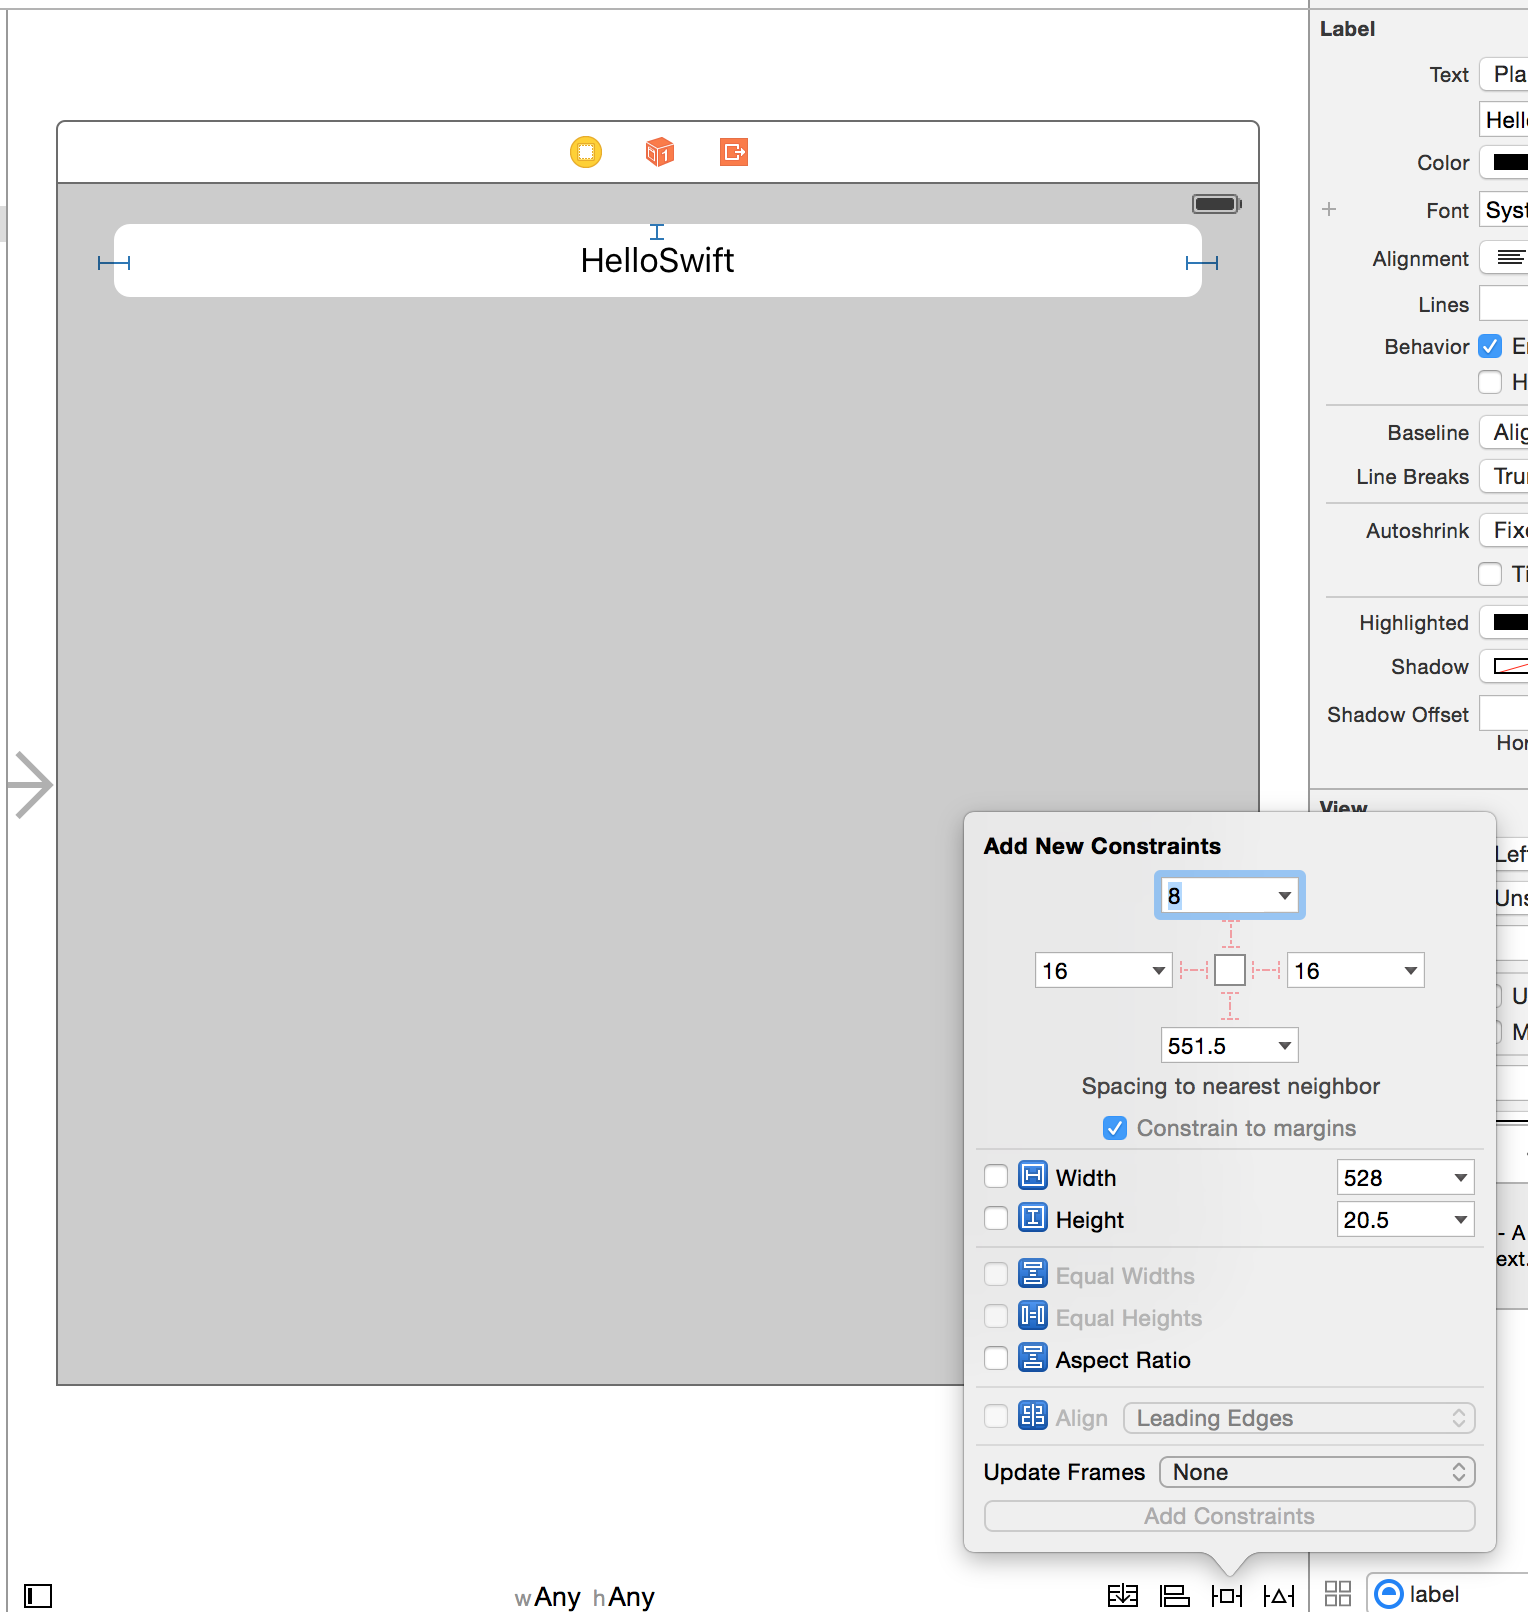 Label
Text Pla
Hell
Color
Font Syst
Alignment
Lines
Behavior
H
Baseline Alig
Line Breaks Trun
Autoshrink Fixe
Ti
Highlighted
Shadow
Shadow Offset
Hor
View
HelloSwift
Add New Constraints
8
16 16
551.5
Spacing to nearest neighbor
Constrain to margins
Width 528
Height 20.5
Equal Widths
Equal Heights
Aspect Ratio
Align Leading Edges
Update Frames None
Add Constraints
Left
Uns
U
M
- A
ext.
wAny hAny
label